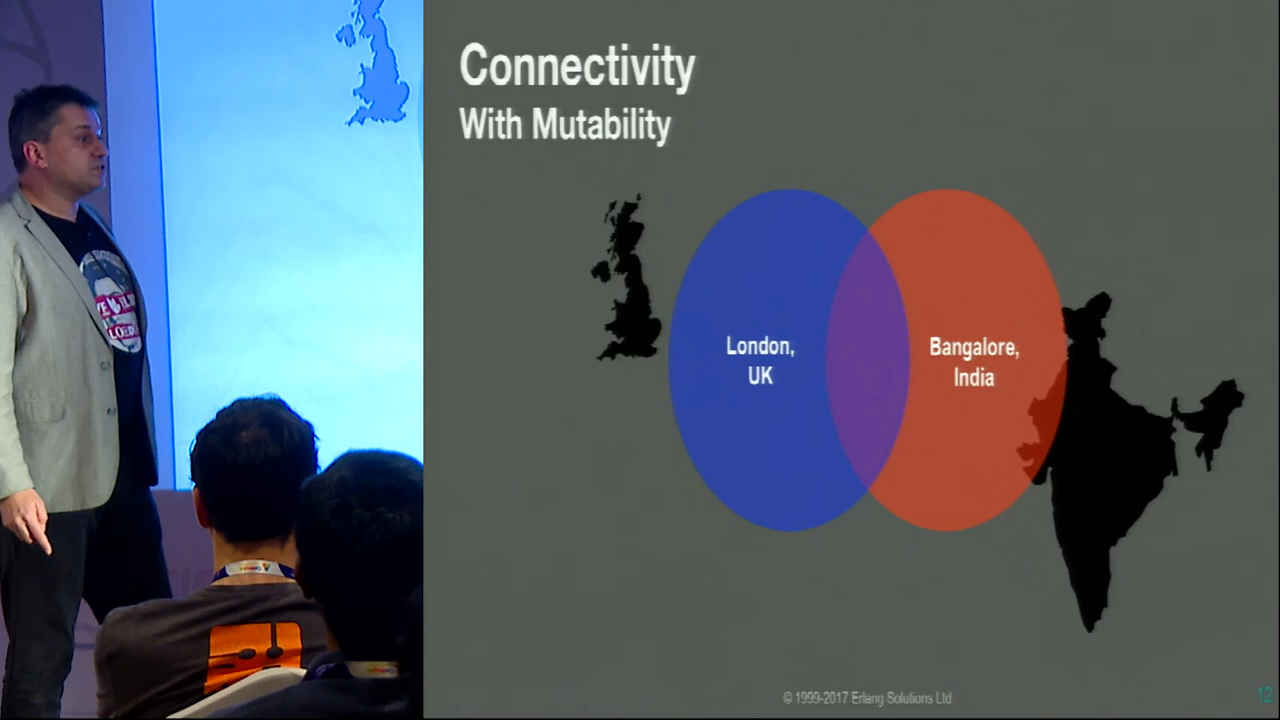 Connectivity
With Mutability
London,
UK
Bangalore,
India
© 1999-2017 Erlang Solutions Ltd
12